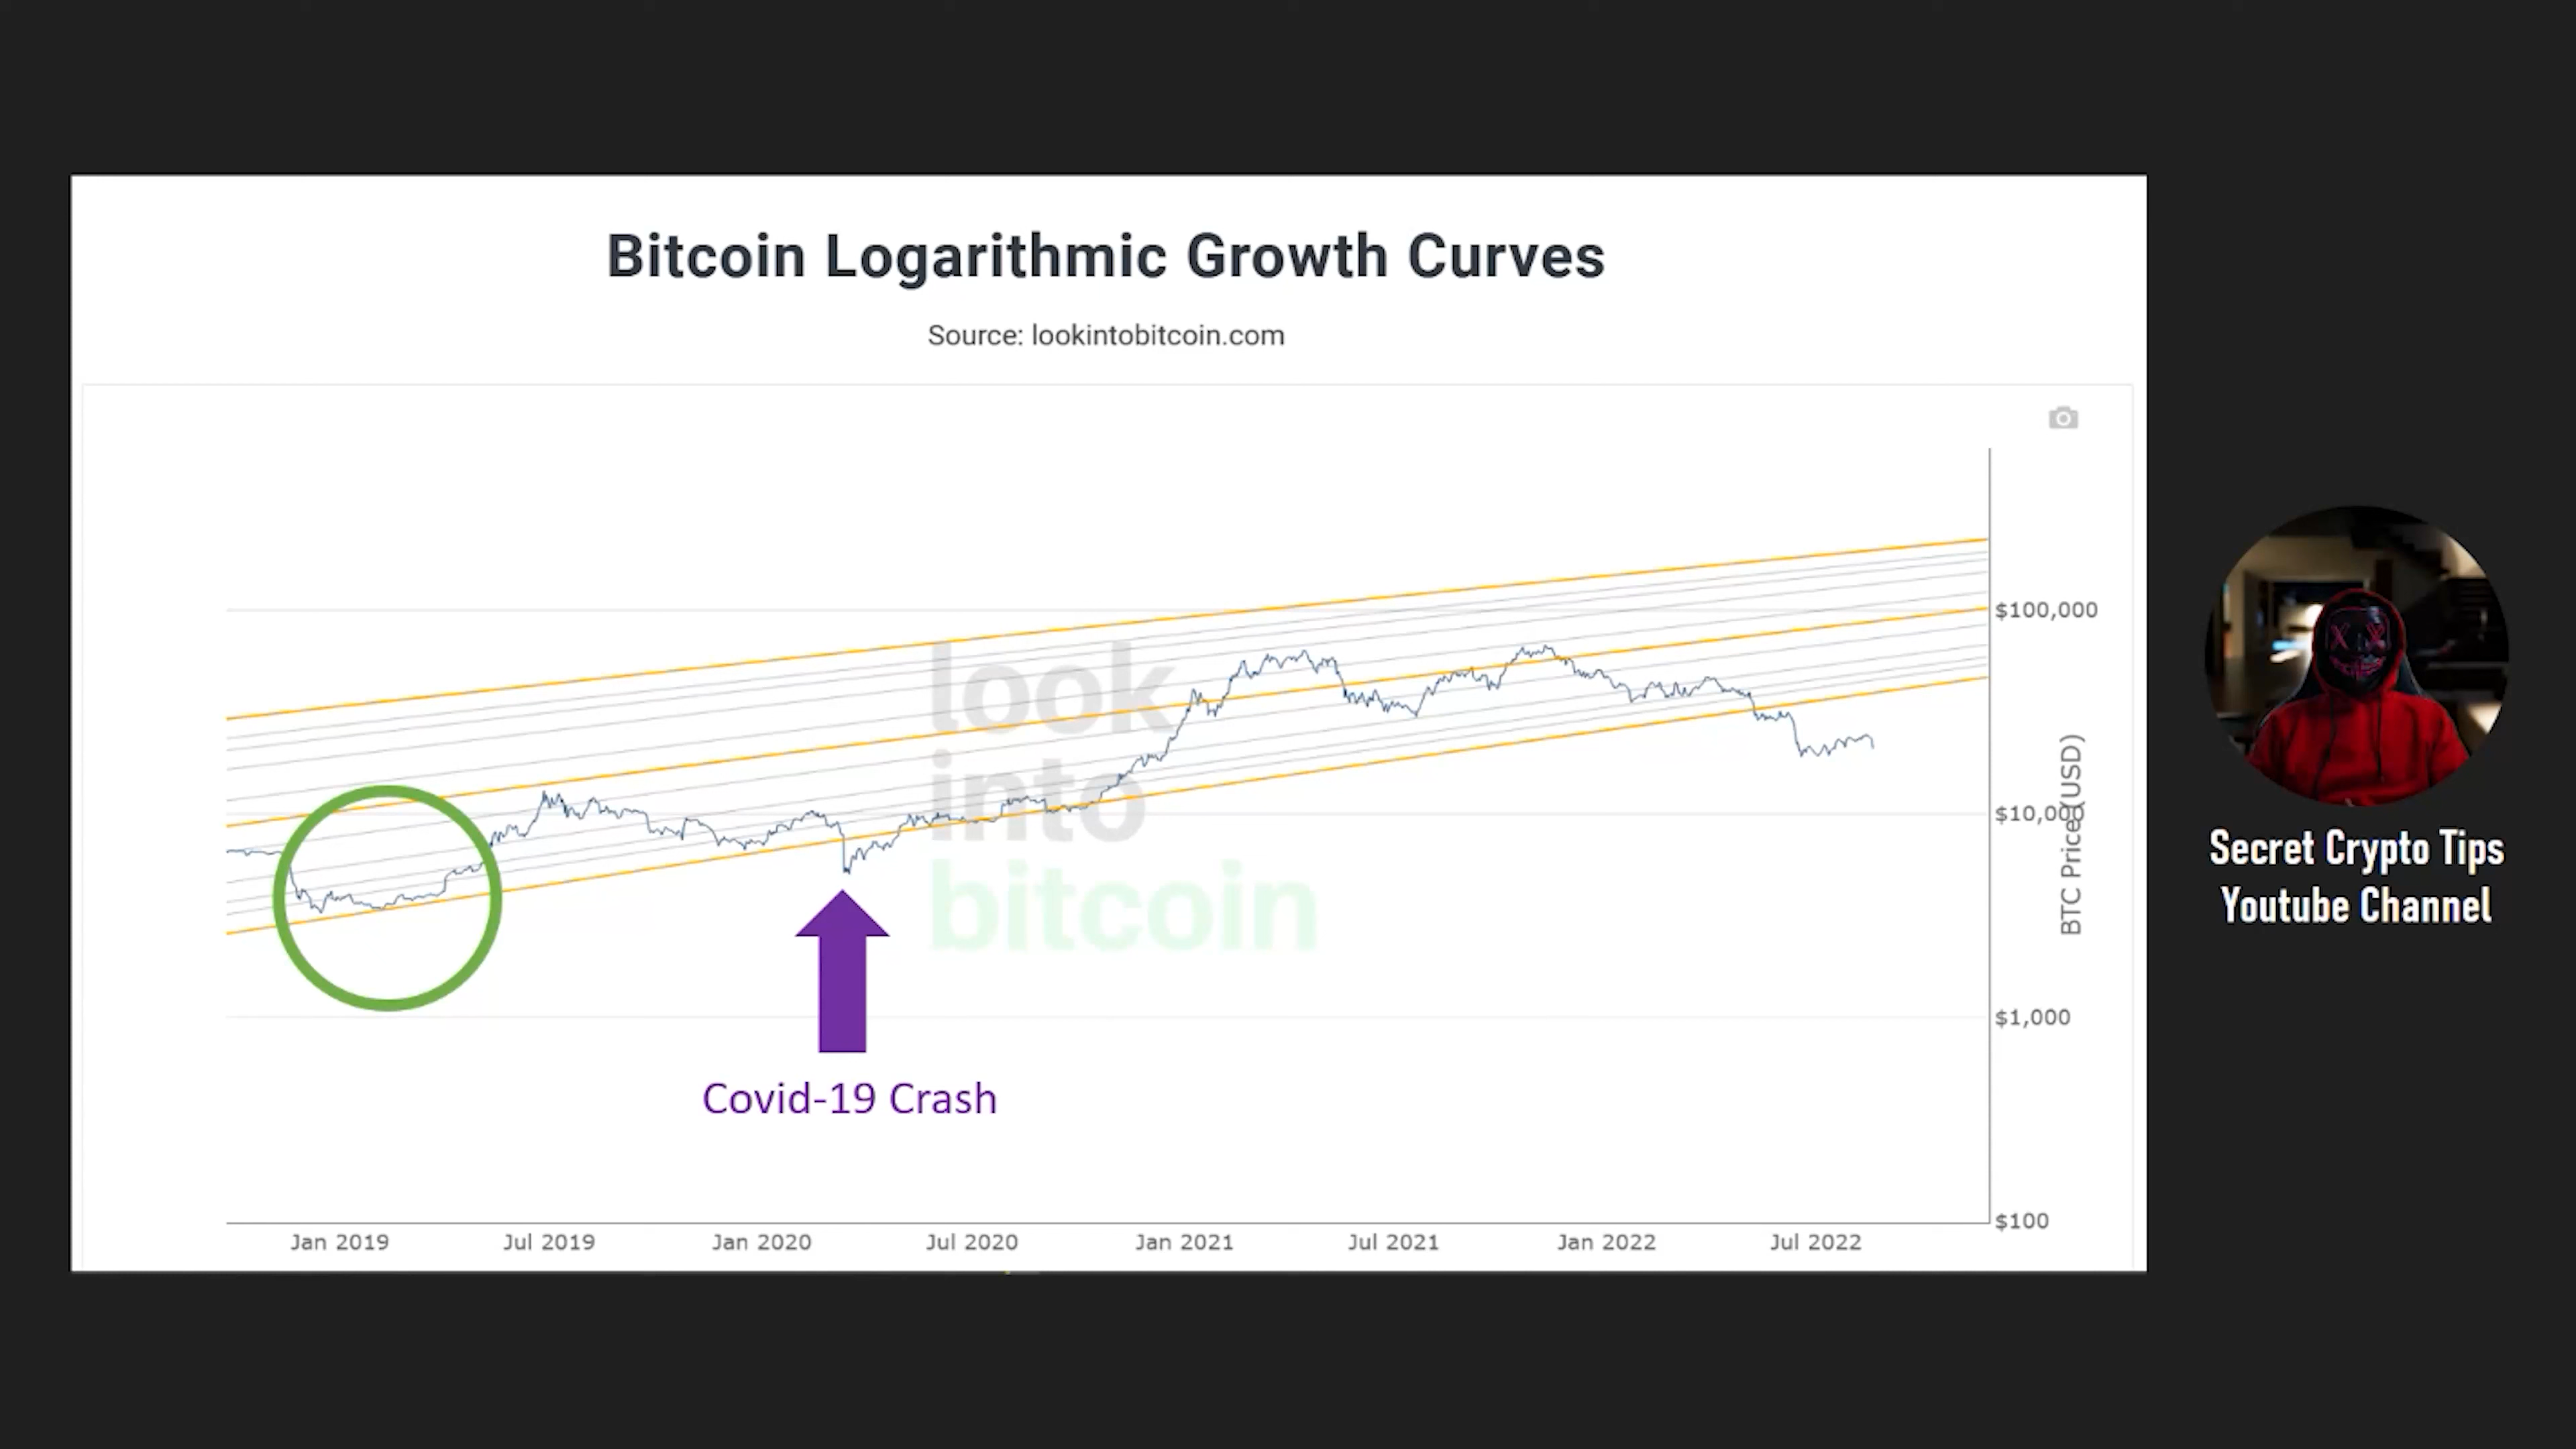 Bitcoin Logarithmic Growth Curves
Source: lookintobitcoin.com
look
into
bitcoin
$100,000
$10,000
$1,000
$100
BTC Price (USD)
Covid-19 Crash
Jan 2019 Jul 2019 Jan 2020 Jul 2020 Jan 2021 Jul 2021 Jan 2022 Jul 2022
Secret Crypto Tips
Youtube Channel